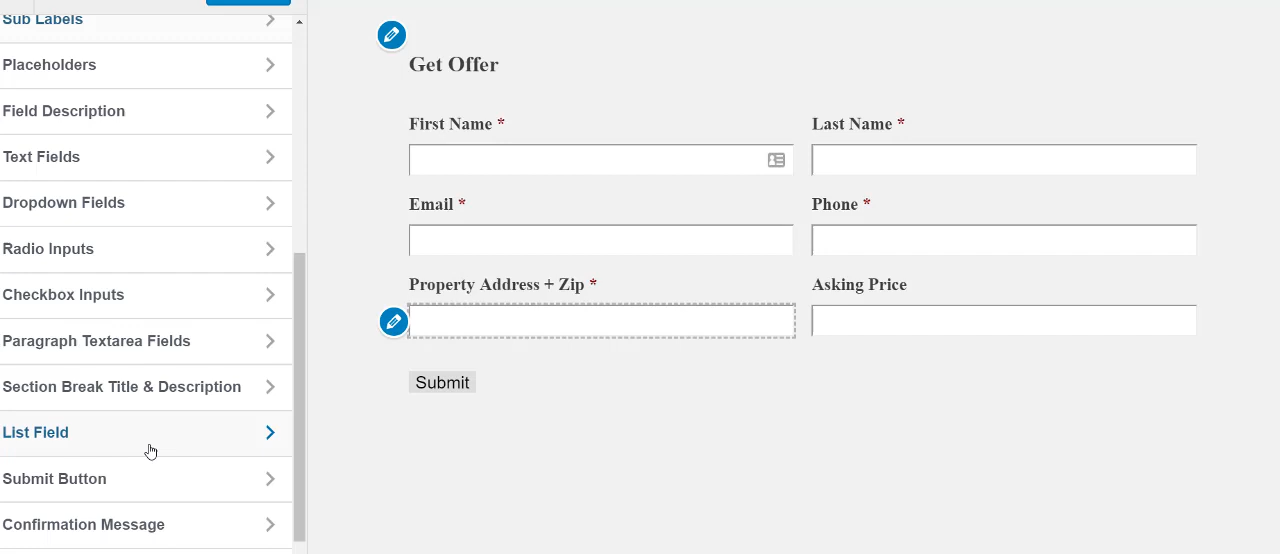 Sub Labels
Placeholders
Field Description
Text Fields
Dropdown Fields
Radio Inputs
Checkbox Inputs
Paragraph Textarea Fields
Section Break Title & Description
List Field
Submit Button
Confirmation Message
Get Offer
First Name *
Last Name *
Email *
Phone *
Property Address + Zip *
Asking Price
Submit